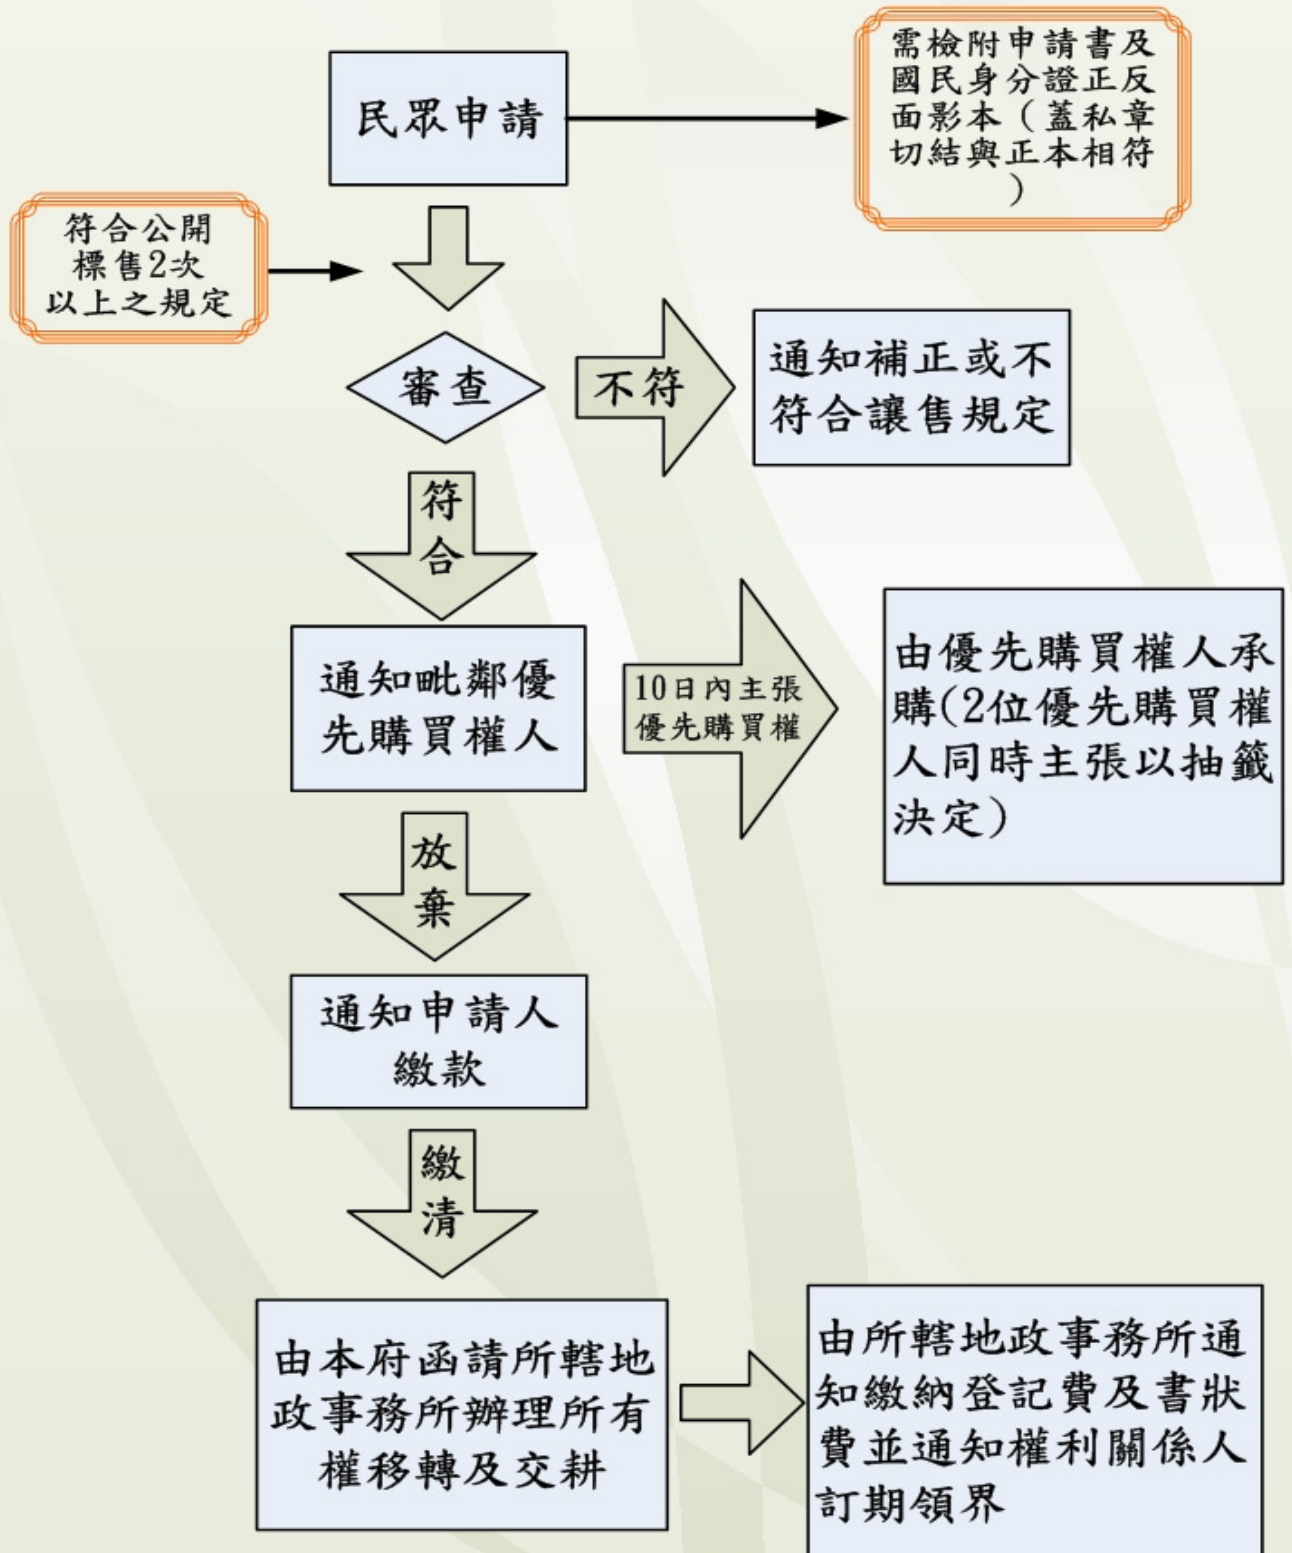 民眾申請
需檢附申請書及
國民身分證正反
面影本（蓋私章
切結與正本相符
）
符合公開
標售2次
以上之規定
審查
不符
通知補正或不
符合讓售規定
符
合
通知毗鄰優
先購買權人
10日內主張
優先購買權
由優先購買權人承
購(2位優先購買權
人同時主張以抽籤
決定)
放
棄
通知申請人
繳款
繳
清
由本府函請所轄地
政事務所辦理所有
權移轉及交耕
由所轄地政事務所通
知繳納登記費及書狀
費並通知權利關係人
訂期領界